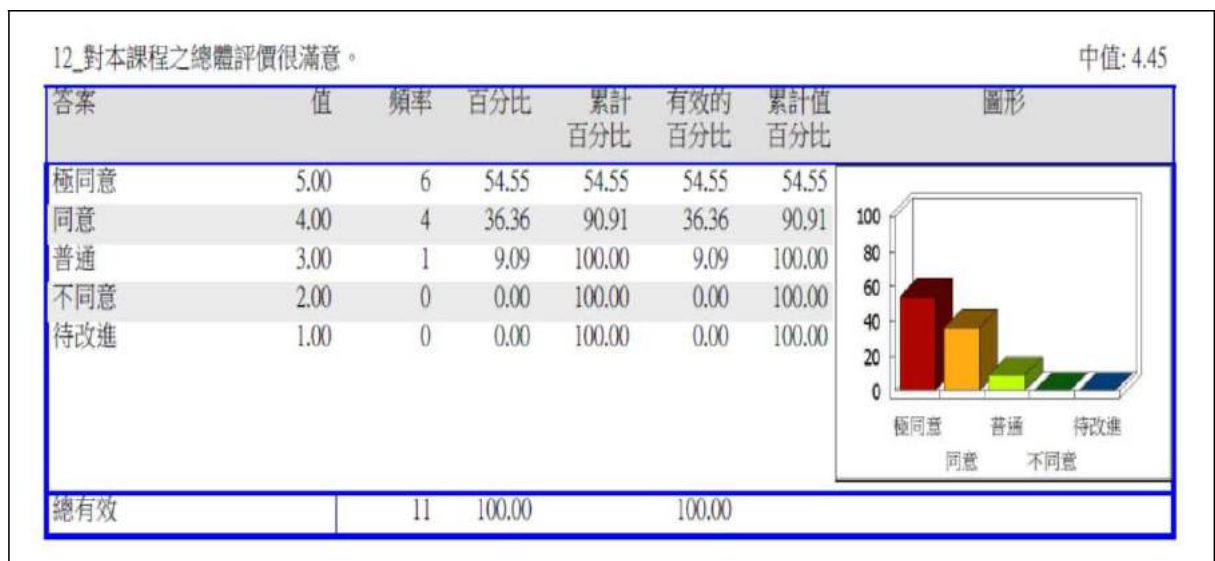 12_對本課程之總體評價很滿意。 中值: 4.45
答案 值 頻率 百分比 累計 有效的 累計值 圖形
百分比 百分比 百分比
極同意 5.00 6 54.55 54.55 54.55 54.55
同意 4.00 4 36.36 90.91 36.36 90.91
普通 3.00 1 9.09 100.00 9.09 100.00
不同意 2.00 0 0.00 100.00 0.00 100.00
待改進 1.00 0 0.00 100.00 0.00 100.00
100
80
60
40
20
0
極同意 普通 待改進
同意 不同意
總有效 11 100.00 100.00